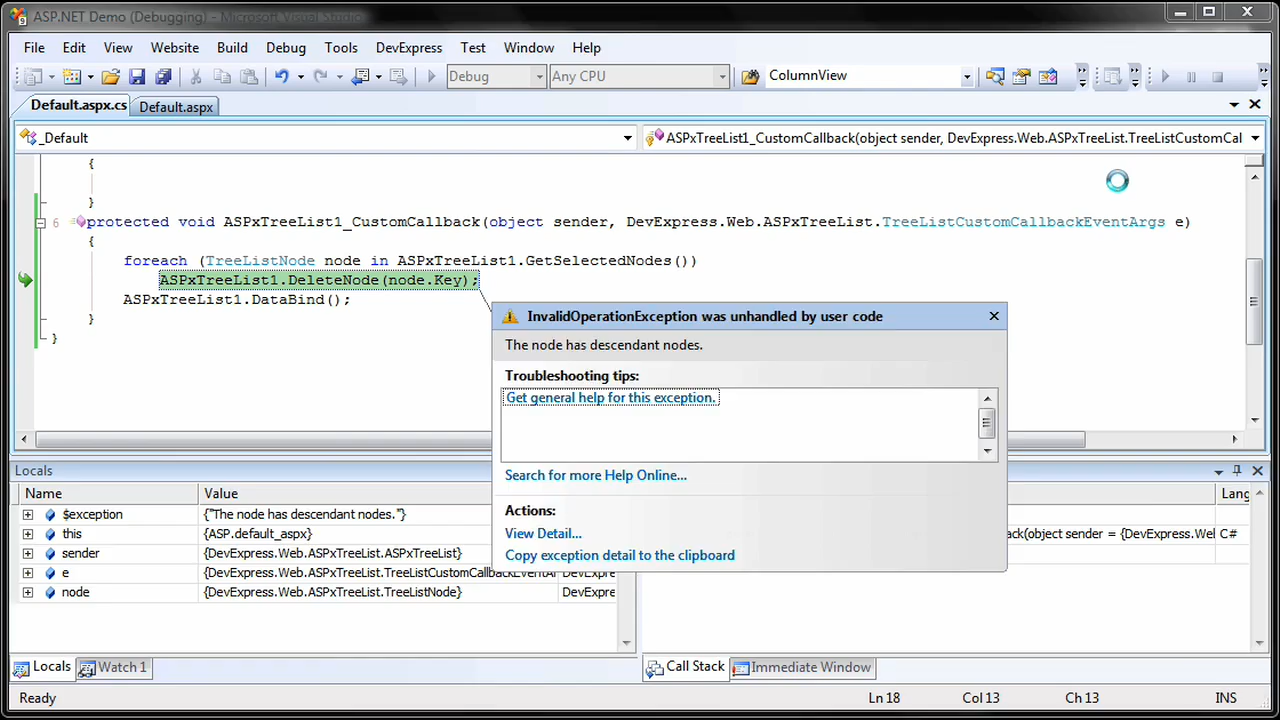 ASP.NET Demo (Debugging) - Microsoft Visual Studio
File Edit View Website Build Debug Tools DevExpress Test Window Help
Debug Any CPU ColumnView
Default.aspx.cs Default.aspx
_Default ASPxTreeList1_CustomCallback(object sender, DevExpress.Web.ASPxTreeList.TreeListCustomCal
{
}
6 protected void ASPxTreeList1_CustomCallback(object sender, DevExpress.Web.ASPxTreeList.TreeListCustomCallbackEventArgs e)
{
foreach (TreeListNode node in ASPxTreeList1.GetSelectedNodes())
ASPxTreeList1.DeleteNode(node.Key);
ASPxTreeList1.DataBind();
}
}
InvalidOperationException was unhandled by user code
The node has descendant nodes.
Troubleshooting tips:
Get general help for this exception.
Search for more Help Online...
Actions:
View Detail...
Copy exception detail to the clipboard
Locals
Name Value Lang
$exception {"The node has descendant nodes."}
this {ASP.default_aspx} ck(object sender = {DevExpress.Wel C#
sender {DevExpress.Web.ASPxTreeList.ASPxTreeList}
e {DevExpress.Web.ASPxTreeList.TreeListCustomCallbackEventAr DevExpre
node {DevExpress.Web.ASPxTreeList.TreeListNode} DevExpre
Locals Watch 1 Call Stack Immediate Window
Ready Ln 18 Col 13 Ch 13 INS